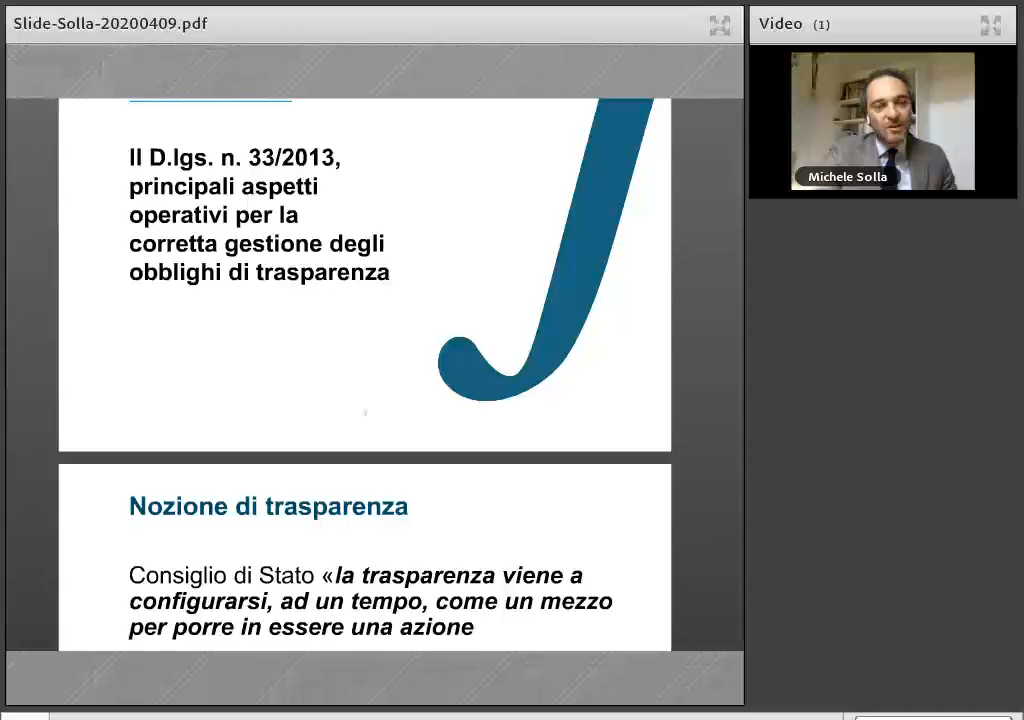 Slide-Solla-20200409.pdf
Video (1)
Michele Solla
Il D.lgs. n. 33/2013,
principali aspetti
operativi per la
corretta gestione degli
obblighi di trasparenza
3
Nozione di trasparenza
Consiglio di Stato «la trasparenza viene a
configurarsi, ad un tempo, come un mezzo
per porre in essere una azione